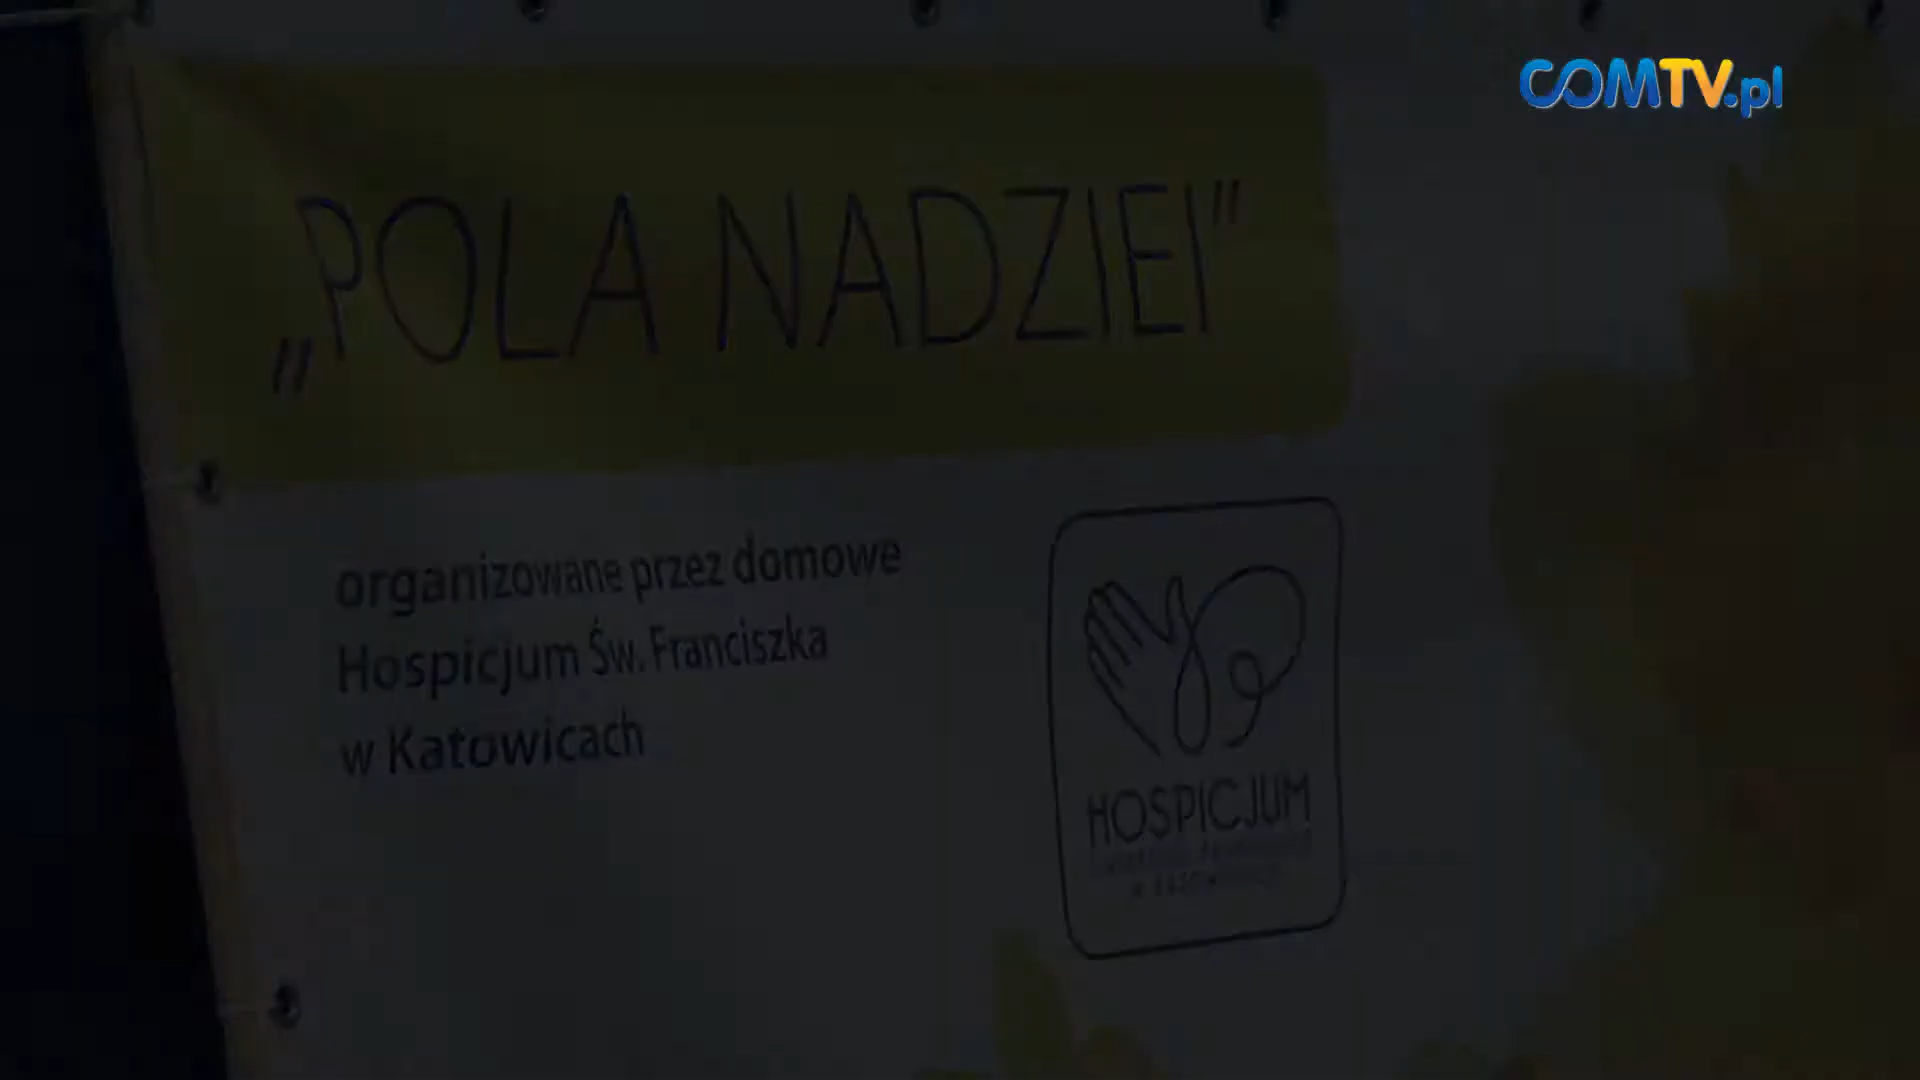 COMTV.pl
„POLA NADZIEI"
organizowane przez domowe
Hospicjum Św. Franciszka
w Katowicach
HOSPICJUM